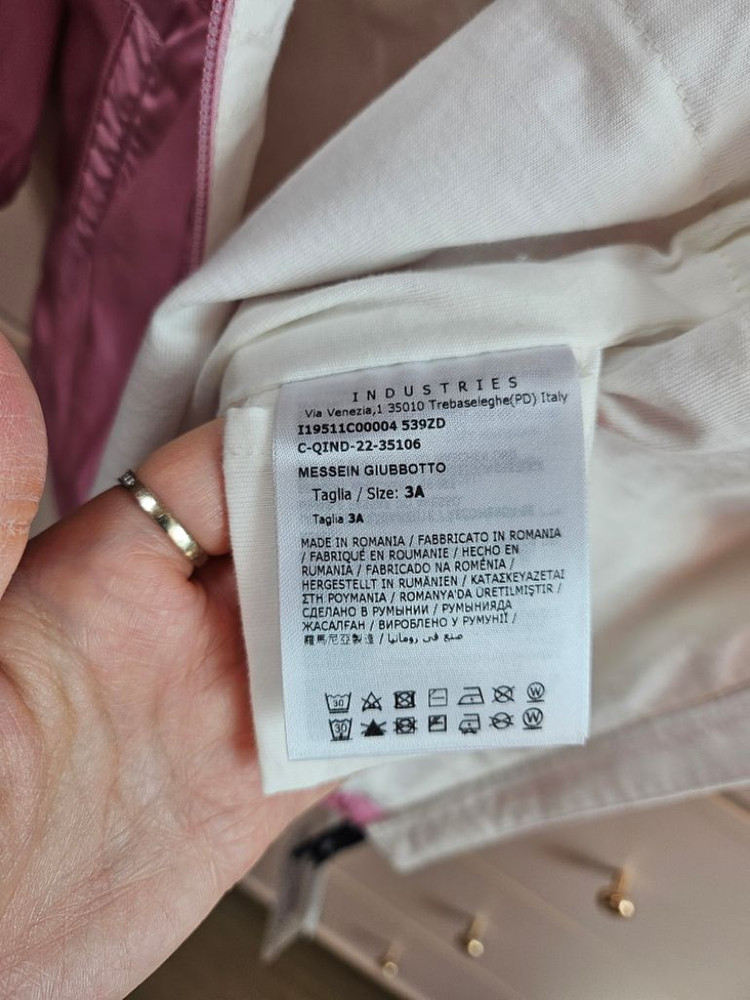 INDUSTRIES
Via Venezia,1 35010 Trebaseleghe(PD) Italy
I19511C00004 539ZD
C-QIND-22-35106
MESSEIN GIUBBOTTO
Taglia / Size: 3A
Taglia 3A
MADE IN ROMANIA / FABBRICATO IN ROMANIA
/ FABRIQUÉ EN ROUMANIE / HECHO EN
RUMANIA / FABRICADO NA ROMÉNIA /
HERGESTELLT IN RUMÄNIEN / ΚΑΤΑΣΚΕΥΑΖΕΤΑΙ
ΣΤΗ ΡΟΥΜΑΝΙΑ / ROMANYA'DA ÜRETILMIŞTIR /
СДЕЛАНО В РУМЫНИИ / РУМЫНИЯДА
ЖАСАЛҒАН / ВИРОБЛЕНО У РУМУНІЇ /
羅馬尼亞製造 / صنع في رومانيا
30 W
30 W